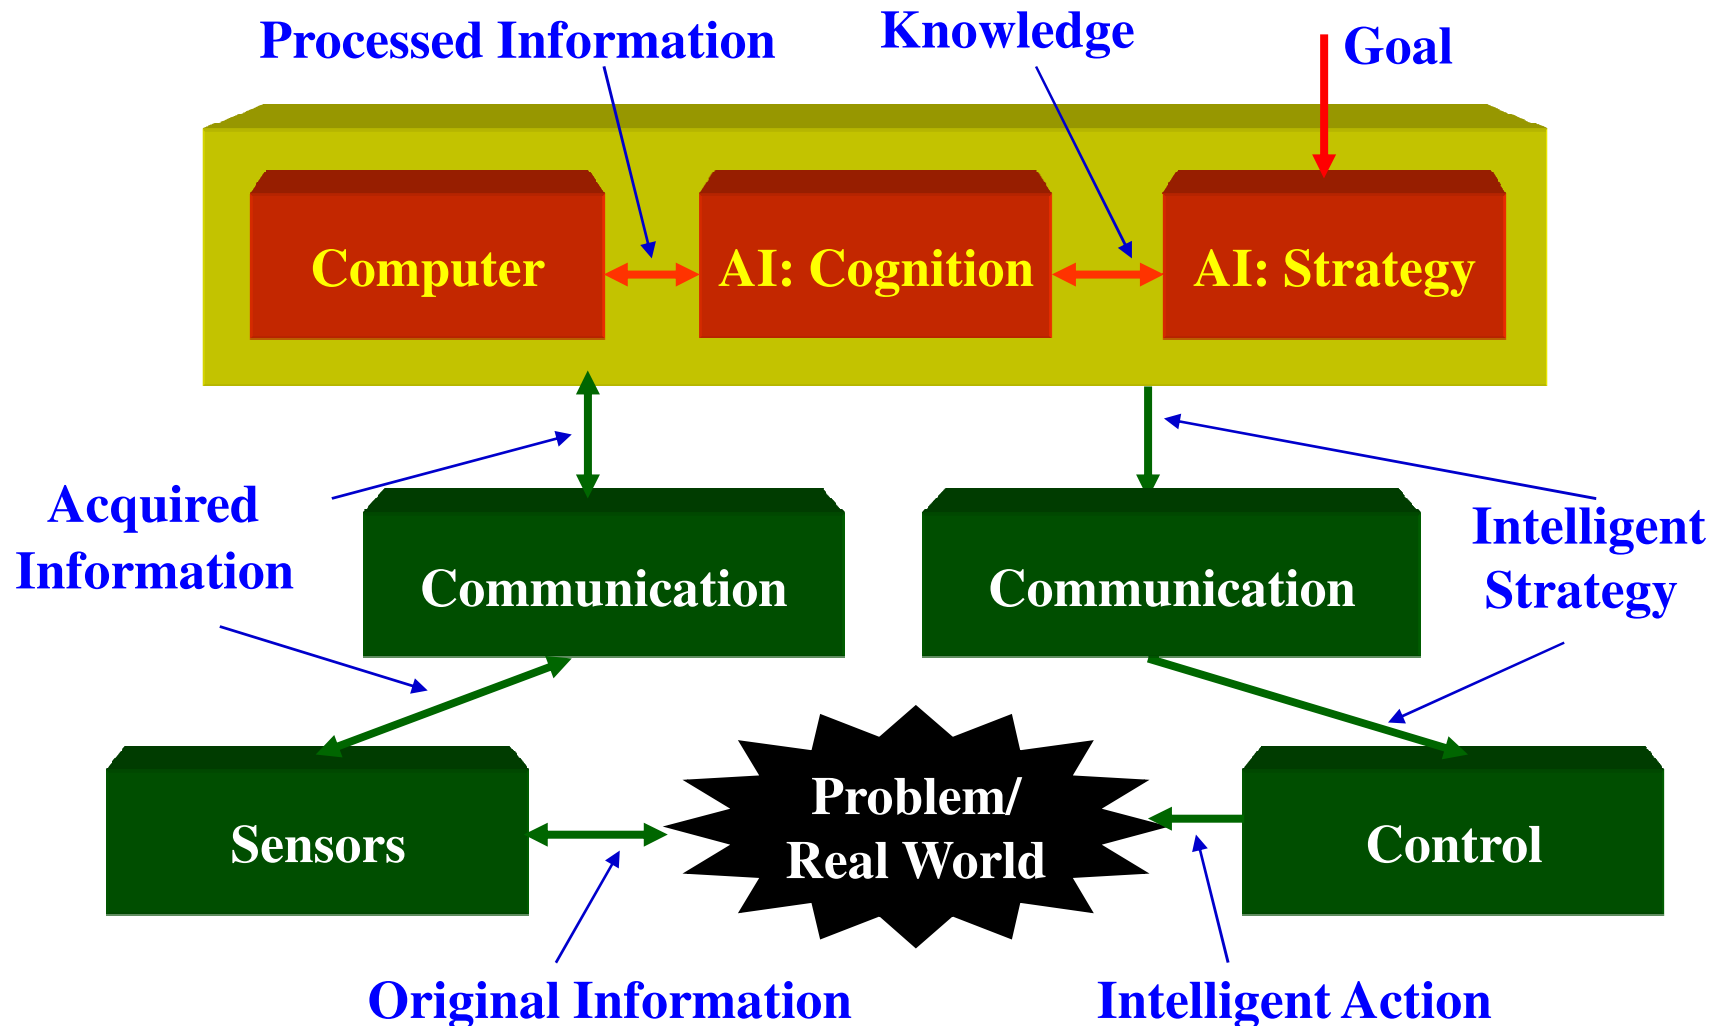 Processed Information
Knowledge
Goal
Computer
AI: Cognition
AI: Strategy
Acquired
Information
Communication
Communication
Intelligent
Strategy
Sensors
Problem/
Real World
Control
Original Information
Intelligent Action